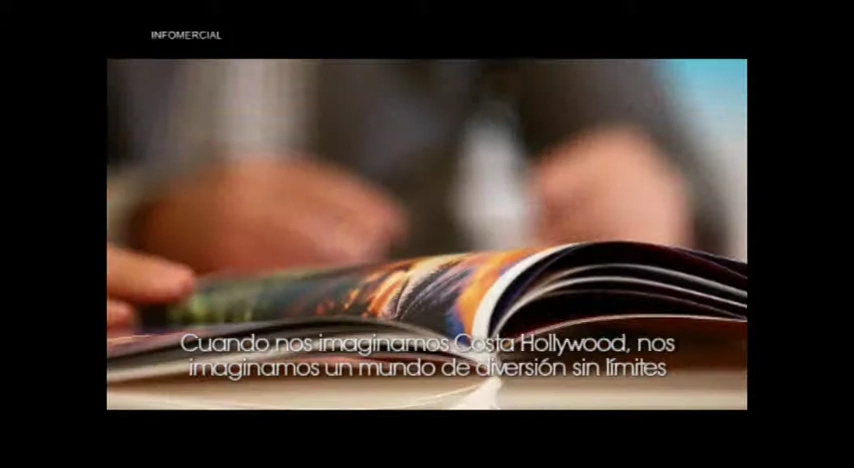 INFOMERCIAL
Cuando nos imaginamos Costa Hollywood, nos
imaginamos un mundo de diversión sin límites